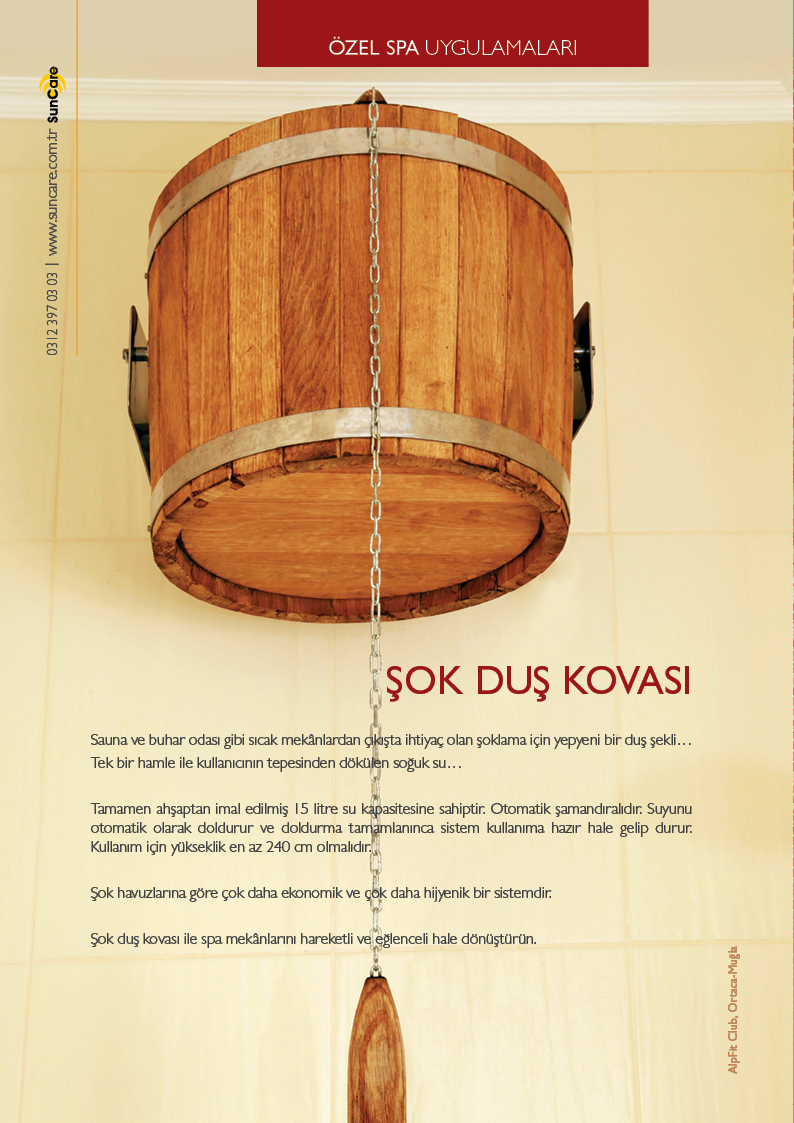 ÖZEL SPA UYGULAMALARI
0312 397 03 03 | www.suncare.com.tr SunCare
ŞOK DUŞ KOVASI
Sauna ve buhar odası gibi sıcak mekânlardan çıkışta ihtiyaç olan şoklama için yepyeni bir duş şekli…
Tek bir hamle ile kullanıcının tepesinden dökülen soğuk su…
Tamamen ahşaptan imal edilmiş 15 litre su kapasitesine sahiptir. Otomatik şamandıralıdır. Suyunu
otomatik olarak doldurur ve doldurma tamamlanınca sistem kullanıma hazır hale gelip durur.
Kullanım için yükseklik en az 240 cm olmalıdır.
Şok havuzlarına göre çok daha ekonomik ve çok daha hijyenik bir sistemdir.
Şok duş kovası ile spa mekânlarını hareketli ve eğlenceli hale dönüştürün.
AlpFit Club, Ortaca-Muğla